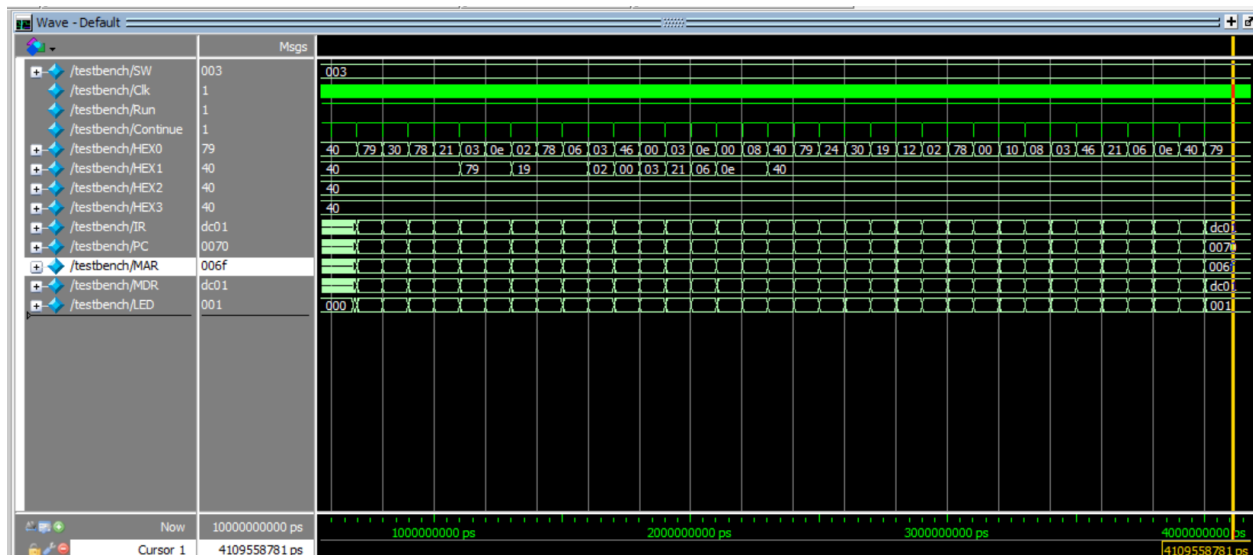 Wave - Default
Msgs
/testbench/SW 003 003
/testbench/Clk 1
/testbench/Run 1
/testbench/Continue 1
/testbench/HEX0 79 40 79 30 78 21 03 0e 02 78 06 03 46 00 03 0e 00 08 40 79 24 30 19 12 02 78 00 10 08 03 46 21 06 0e 40 79
/testbench/HEX1 40 40 79 19 02 00 03 21 06 0e 40
/testbench/HEX2 40 40
/testbench/HEX3 40 40
/testbench/IR dc01 dc01
/testbench/PC 0070 0070
/testbench/MAR 006f 006f
/testbench/MDR dc01 dc01
/testbench/LED 001 000 001
Now 10000000000 ps 1000000000 ps 2000000000 ps 3000000000 ps 4000000000 ps
Cursor 1 4109558781 ps 4109558781 ps